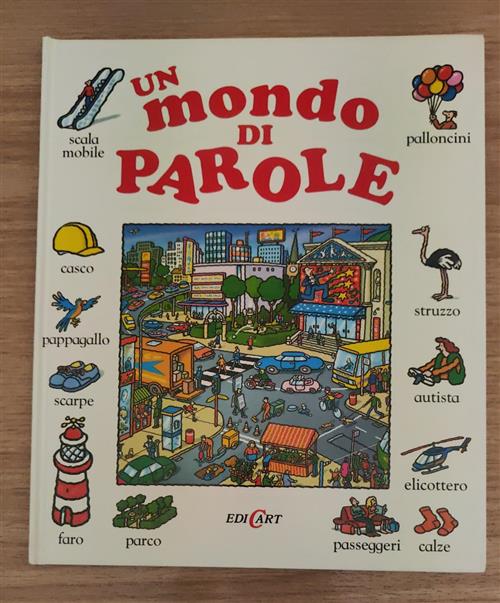 UN
mondo
DI
PAROLE
scala
mobile
palloncini
casco
struzzo
pappagallo
scarpe
autista
elicottero
faro
parco
passeggeri
calze
EDICART